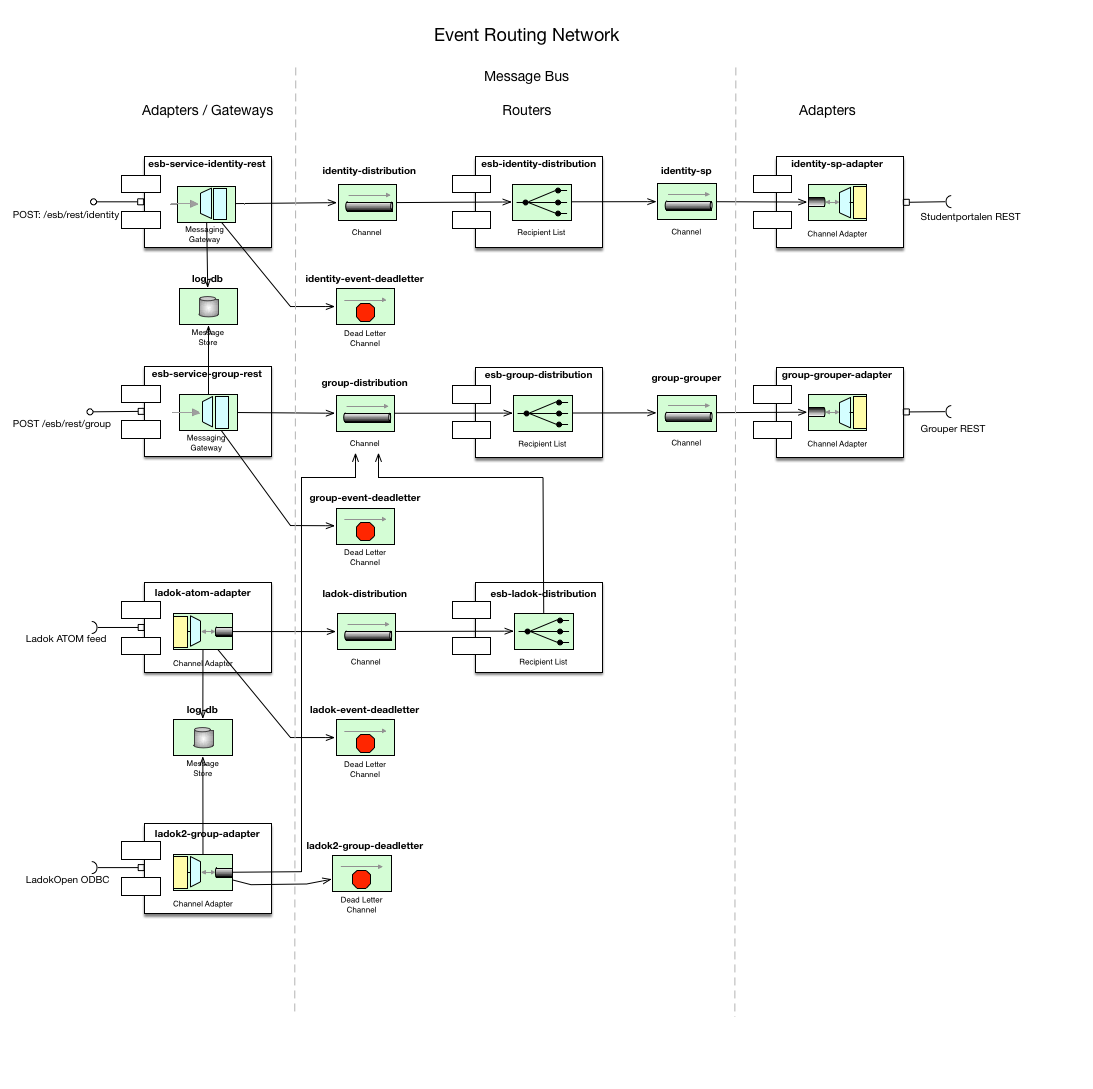 Event Routing Network
Message Bus
Adapters / Gateways
Routers
Adapters
esb-service-identity-rest
identity-distribution
esb-identity-distribution
identity-sp
identity-sp-adapter
POST: /esb/rest/identity
Messaging
Gateway
Channel
Recipient List
Channel
Channel Adapter
Studentportalen REST
log-db
identity-event-deadletter
Message
Store
Dead Letter
Channel
esb-service-group-rest
group-distribution
esb-group-distribution
group-grouper
group-grouper-adapter
POST /esb/rest/group
Messaging
Gateway
Channel
Recipient List
Channel
Channel Adapter
Grouper REST
group-event-deadletter
Dead Letter
Channel
ladok-atom-adapter
ladok-distribution
esb-ladok-distribution
Ladok ATOM feed
Channel Adapter
Channel
Recipient List
log-db
ladok-event-deadletter
Message
Store
Dead Letter
Channel
ladok2-group-adapter
ladok2-group-deadletter
LadokOpen ODBC
Channel Adapter
Dead Letter
Channel